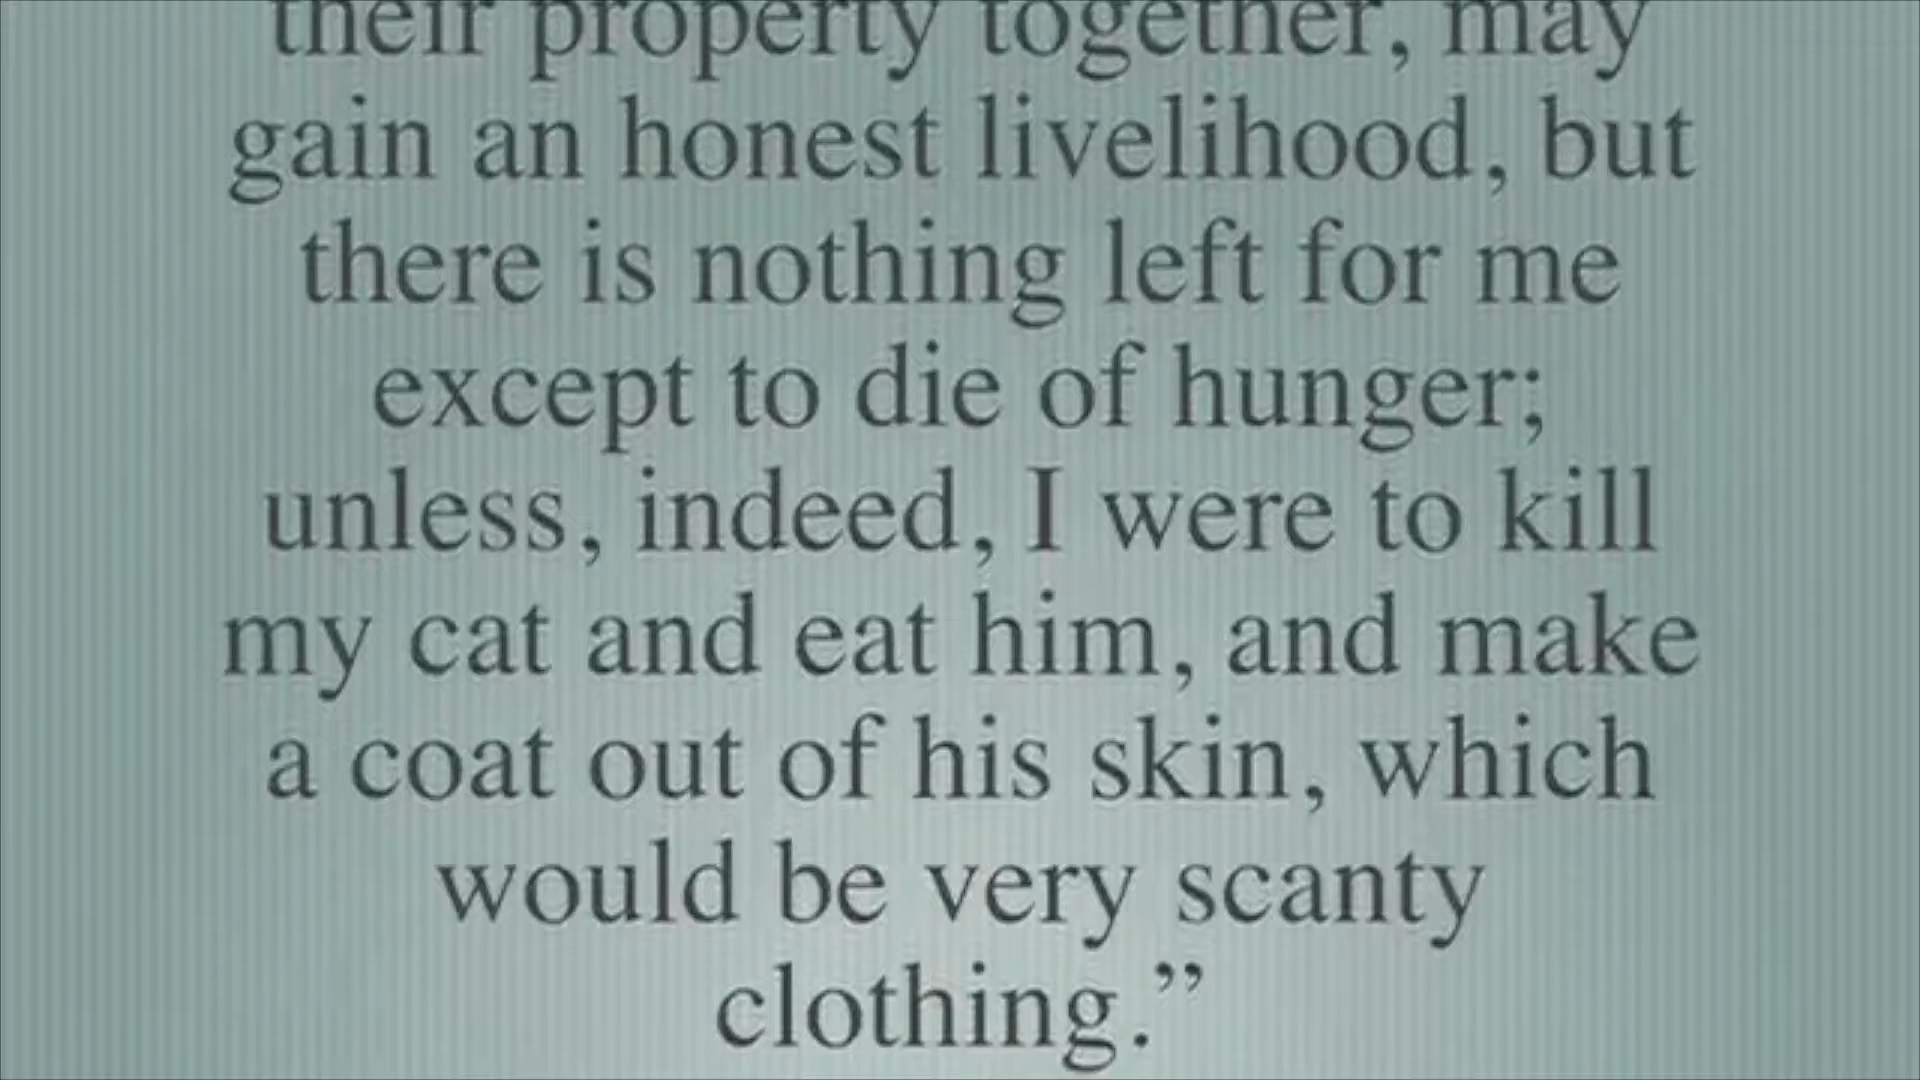 their property together, may
gain an honest livelihood, but
there is nothing left for me
except to die of hunger;
unless, indeed, I were to kill
my cat and eat him, and make
a coat out of his skin, which
would be very scanty
clothing.”